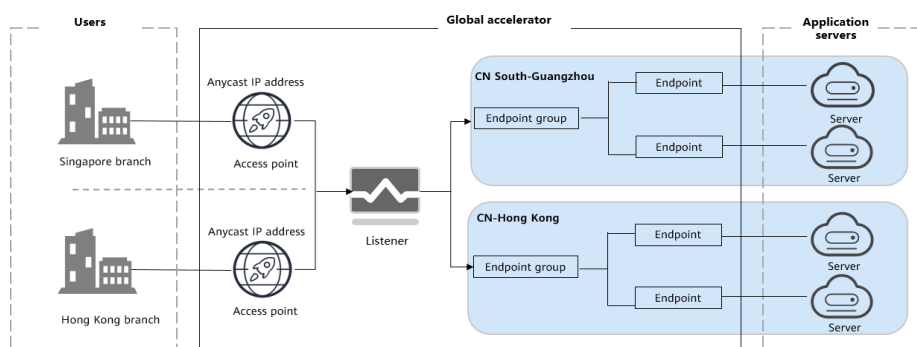 Users
Global accelerator
Application
servers
Anycast IP address
CN South-Guangzhou
Endpoint
Endpoint group
Server
Singapore branch
Access point
Endpoint
Server
Listener
Anycast IP address
CN-Hong Kong
Endpoint
Endpoint group
Server
Hong Kong branch
Access point
Endpoint
Server